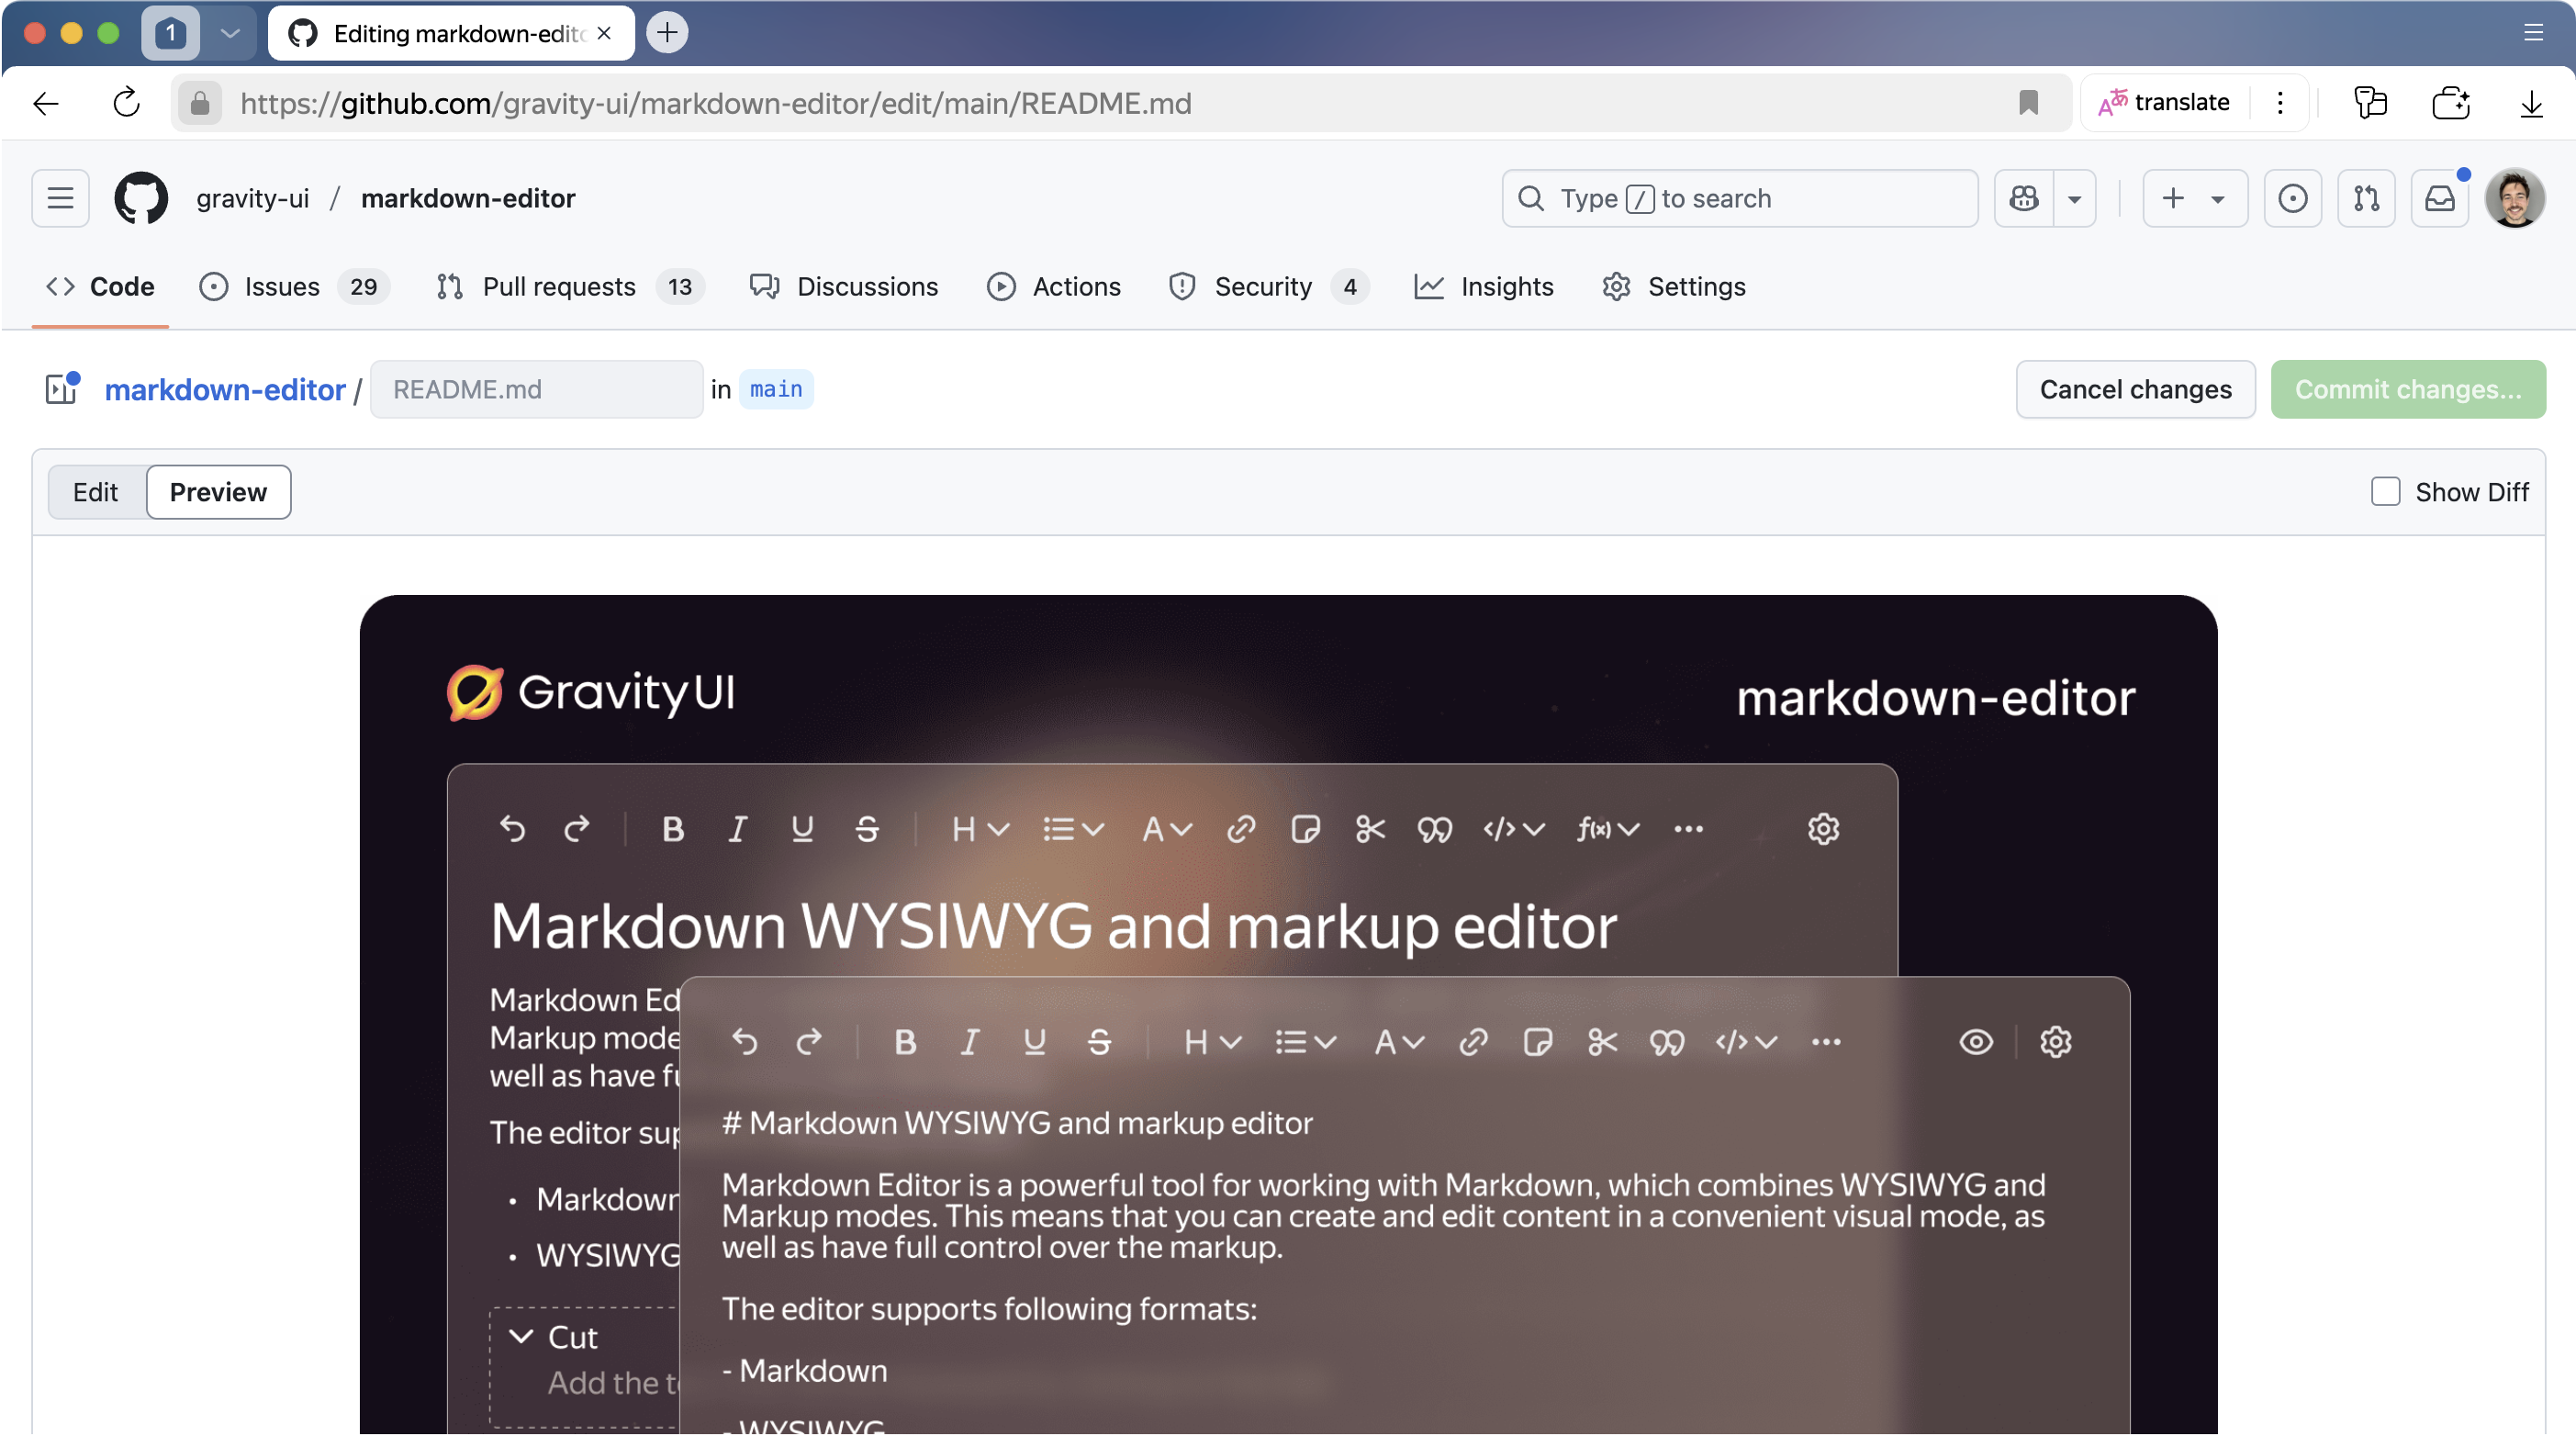 1
Editing markdown-edito
https://github.com/gravity-ui/markdown-editor/edit/main/README.md
translate
gravity-ui / markdown-editor
Type / to search
Code
Issues 29
Pull requests 13
Discussions
Actions
Security 4
Insights
Settings
markdown-editor / README.md in main
Cancel changes
Commit changes...
Edit
Preview
Show Diff
Gravity UI
markdown-editor
B I U S H A f(x)
Markdown WYSIWYG and markup editor
Markdown Ed
Markup mode
well as have fu
The editor sup
• Markdown
• WYSIWYG
Cut
Add the te
B I U S H A
# Markdown WYSIWYG and markup editor
Markdown Editor is a powerful tool for working with Markdown, which combines WYSIWYG and
Markup modes. This means that you can create and edit content in a convenient visual mode, as
well as have full control over the markup.
The editor supports following formats:
- Markdown
- WYSIWYG